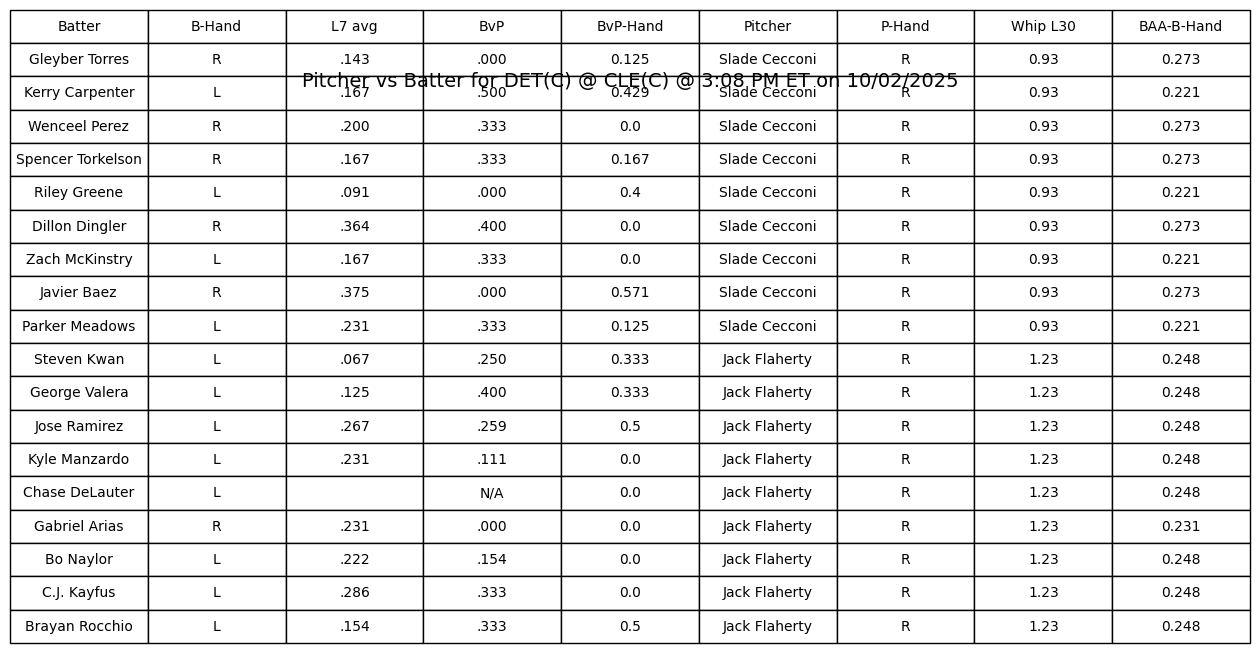 Batter B-Hand L7 avg BvP BvP-Hand Pitcher P-Hand Whip L30 BAA-B-Hand
Gleyber Torres R .143 .000 0.125 Slade Cecconi R 0.93 0.273
Pitcher vs Batter for DET(C) @ CLE(C) @ 3:08 PM ET on 10/02/2025
Kerry Carpenter L .167 .500 0.429 Slade Cecconi R 0.93 0.221
Wenceel Perez R .200 .333 0.0 Slade Cecconi R 0.93 0.273
Spencer Torkelson R .167 .333 0.167 Slade Cecconi R 0.93 0.273
Riley Greene L .091 .000 0.4 Slade Cecconi R 0.93 0.221
Dillon Dingler R .364 .400 0.0 Slade Cecconi R 0.93 0.273
Zach McKinstry L .167 .333 0.0 Slade Cecconi R 0.93 0.221
Javier Baez R .375 .000 0.571 Slade Cecconi R 0.93 0.273
Parker Meadows L .231 .333 0.125 Slade Cecconi R 0.93 0.221
Steven Kwan L .067 .250 0.333 Jack Flaherty R 1.23 0.248
George Valera L .125 .400 0.333 Jack Flaherty R 1.23 0.248
Jose Ramirez L .267 .259 0.5 Jack Flaherty R 1.23 0.248
Kyle Manzardo L .231 .111 0.0 Jack Flaherty R 1.23 0.248
Chase DeLauter L N/A 0.0 Jack Flaherty R 1.23 0.248
Gabriel Arias R .231 .000 0.0 Jack Flaherty R 1.23 0.231
Bo Naylor L .222 .154 0.0 Jack Flaherty R 1.23 0.248
C.J. Kayfus L .286 .333 0.0 Jack Flaherty R 1.23 0.248
Brayan Rocchio L .154 .333 0.5 Jack Flaherty R 1.23 0.248